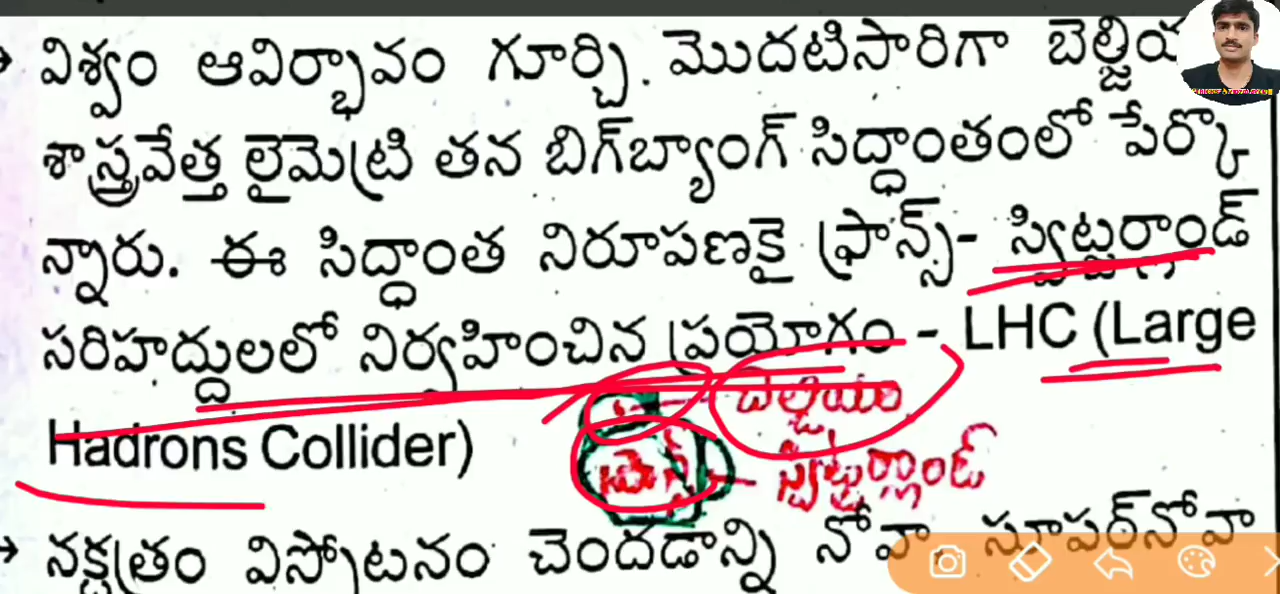 → విశ్వం ఆవిర్భావం గూర్చి. మొదటిసారిగా
శాస్త్రవేత్త లైమెట్రి తన బిగ్‌బ్యాంగ్ సిద్ధాంతంలో పేర్కొ
న్నారు. ఈ సిద్ధాంత నిరూపణకై ఫ్రాన్స్- స్విట్జర్లాండ్
సరిహద్దులలో నిర్వహించిన ప్రయోగం - LHC (Large
బెల్జియం
Hadrons Collider)
→ నక్షత్రం విస్ఫోటనం చెందడాన్ని నోవా, సూపర్‌నోవా